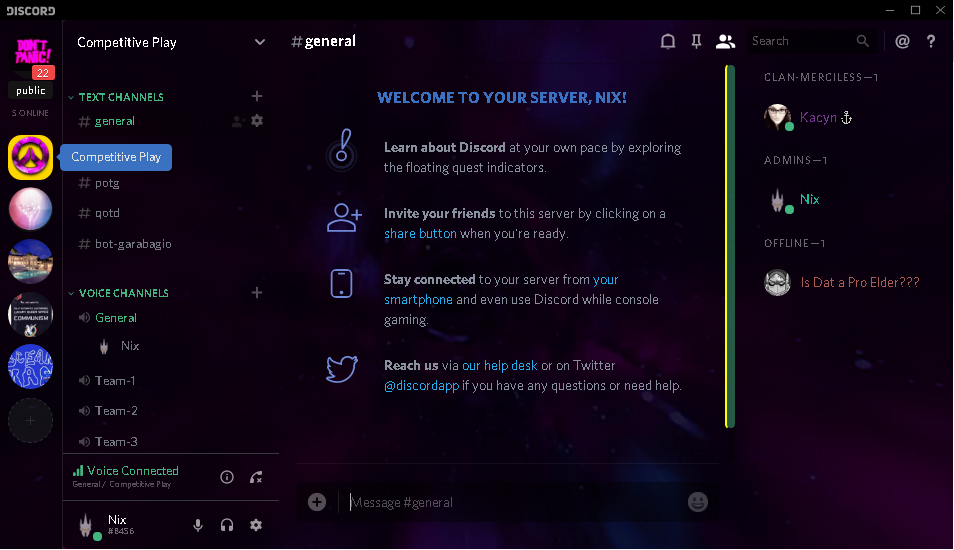 DISCORD
DON'T
PANIC!
22
public
5 ONLINE
Competitive Play
Competitive Play
TEXT CHANNELS
# general
# potg
# qotd
# bot-garabagio
VOICE CHANNELS
General
Nix
Team-1
Team-2
Team-3
Voice Connected
General / Competitive Play
Nix
#8456
# general
Search
@ ?
WELCOME TO YOUR SERVER, NIX!
Learn about Discord at your own pace by exploring
the floating quest indicators.
Invite your friends to this server by clicking on a
share button when you're ready.
Stay connected to your server from your
smartphone and even use Discord while console
gaming.
Reach us via our help desk or on Twitter
@discordapp if you have any questions or need help.
Message #general
CLAN-MERCILESS—1
Kacyn
ADMINS—1
Nix
OFFLINE—1
Is Dat a Pro Elder???
COMMUNISM